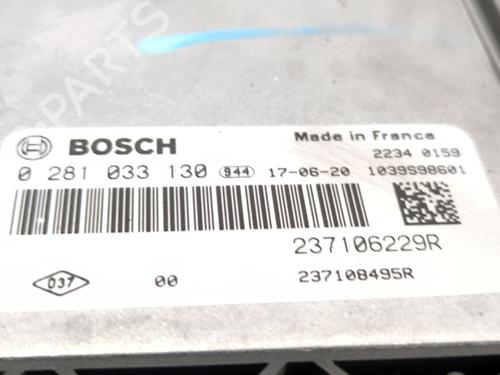 BOSCH
Made in France
0 281 033 130 944 17-06-20
2234 0159
1039S98601
237106229R
037 00 237108495R